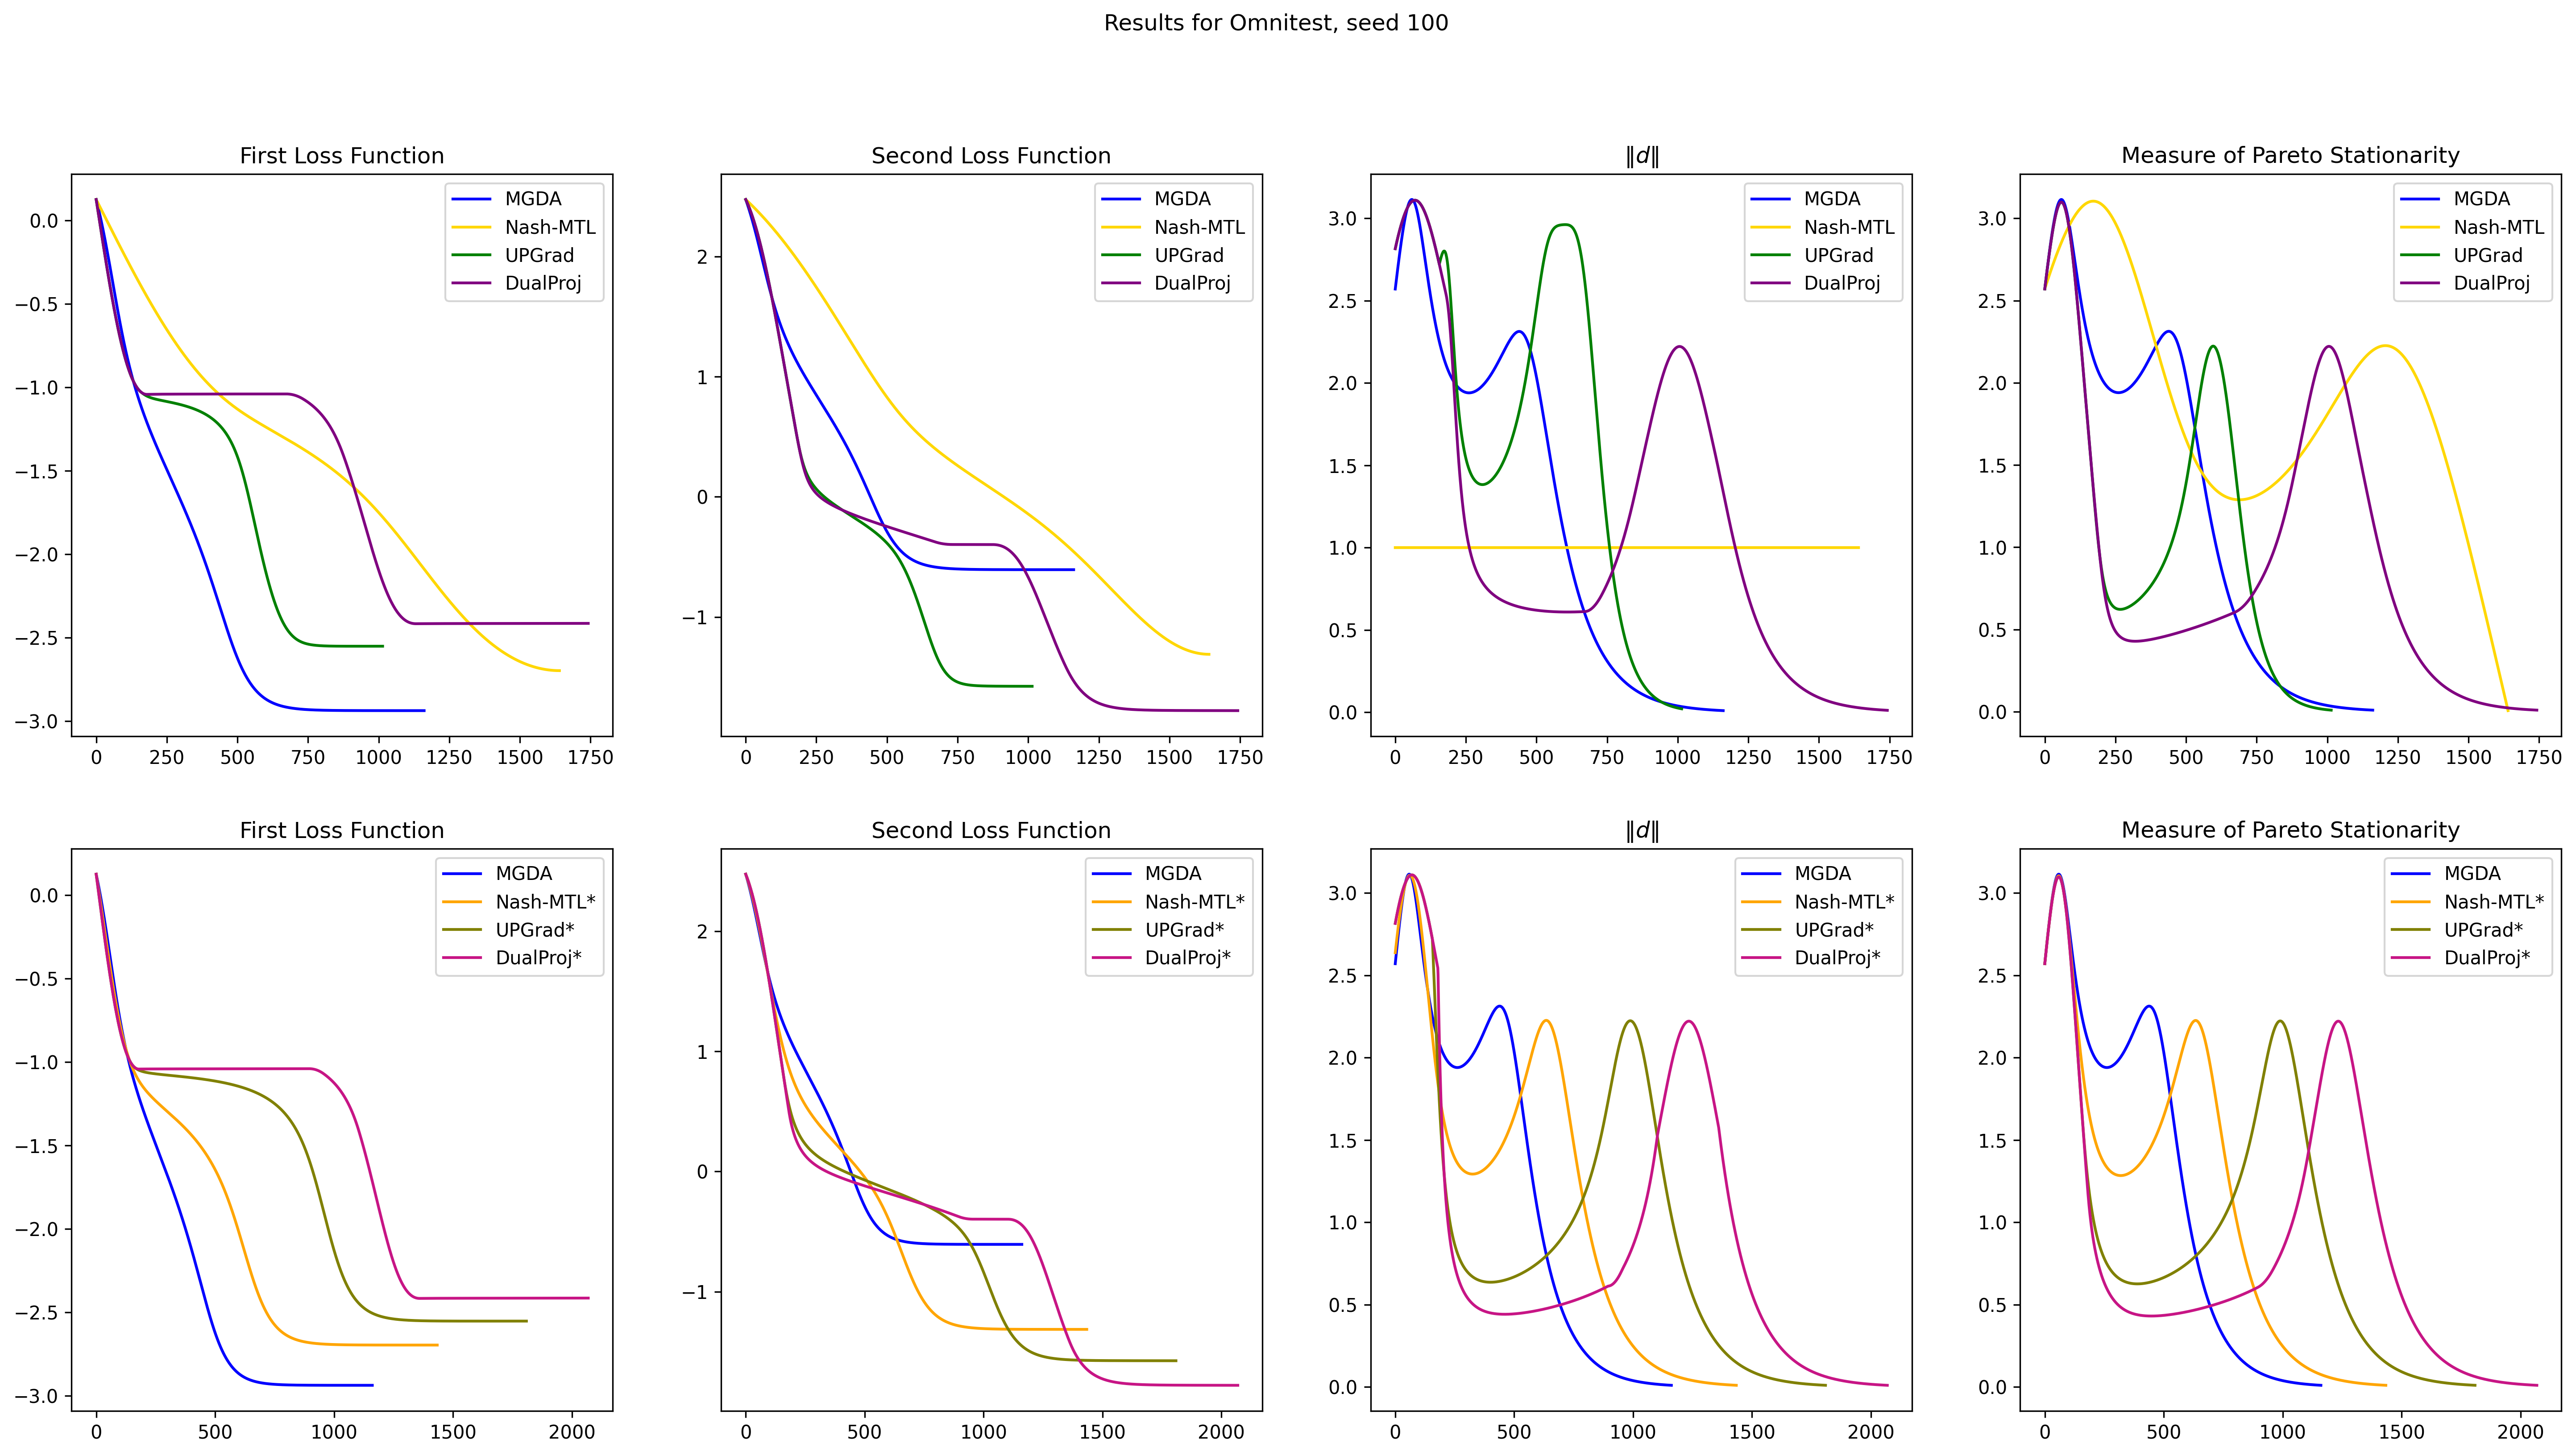 Results for Omnitest, seed 100
First Loss Function
0.0
−0.5
−1.0
−1.5
−2.0
−2.5
−3.0
0 250 500 750 1000 1250 1500 1750
MGDA
Nash-MTL
UPGrad
DualProj
Second Loss Function
2
1
0
−1
0 250 500 750 1000 1250 1500 1750
MGDA
Nash-MTL
UPGrad
DualProj
‖d‖
3.0
2.5
2.0
1.5
1.0
0.5
0.0
0 250 500 750 1000 1250 1500 1750
MGDA
Nash-MTL
UPGrad
DualProj
Measure of Pareto Stationarity
3.0
2.5
2.0
1.5
1.0
0.5
0.0
0 250 500 750 1000 1250 1500 1750
MGDA
Nash-MTL
UPGrad
DualProj
First Loss Function
0.0
−0.5
−1.0
−1.5
−2.0
−2.5
−3.0
0 500 1000 1500 2000
MGDA
Nash-MTL*
UPGrad*
DualProj*
Second Loss Function
2
1
0
−1
0 500 1000 1500 2000
MGDA
Nash-MTL*
UPGrad*
DualProj*
‖d‖
3.0
2.5
2.0
1.5
1.0
0.5
0.0
0 500 1000 1500 2000
MGDA
Nash-MTL*
UPGrad*
DualProj*
Measure of Pareto Stationarity
3.0
2.5
2.0
1.5
1.0
0.5
0.0
0 500 1000 1500 2000
MGDA
Nash-MTL*
UPGrad*
DualProj*